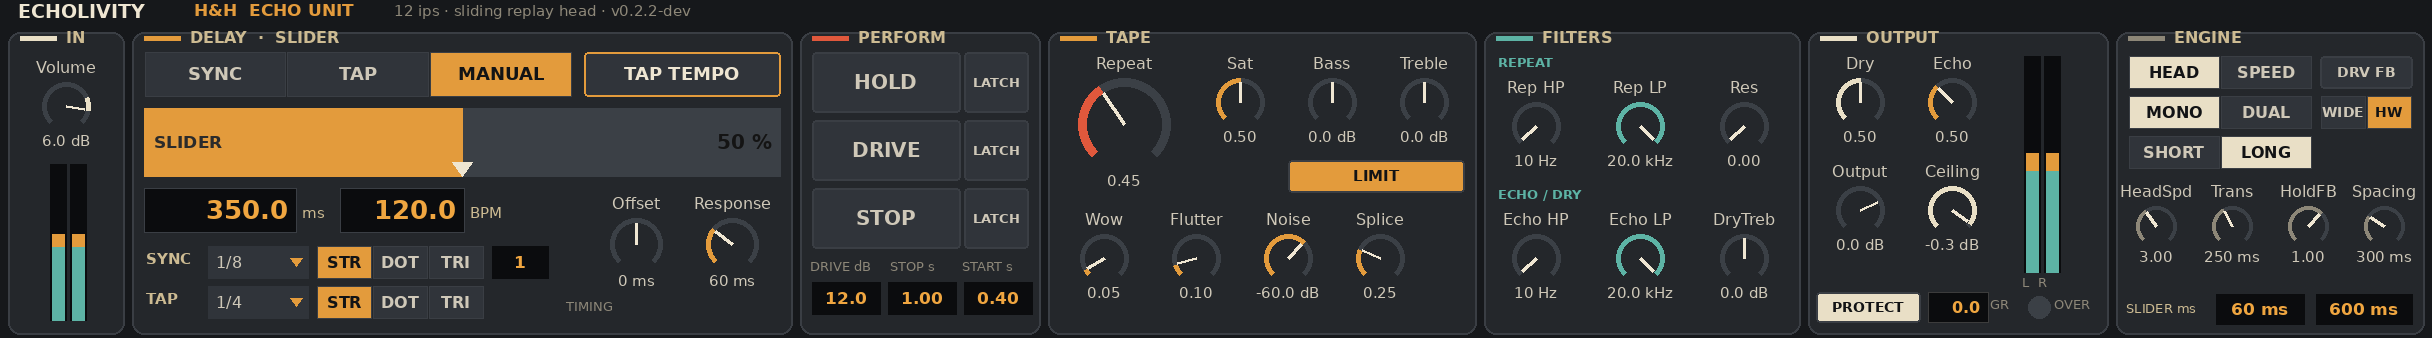 ECHOLIVITY H&H ECHO UNIT 12 ips · sliding replay head · v0.2.2-dev
IN
Volume
6.0 dB
DELAY · SLIDER
SYNC TAP MANUAL TAP TEMPO
SLIDER 50 %
350.0 ms 120.0 BPM
Offset Response
0 ms 60 ms
SYNC 1/8 STR DOT TRI 1
TAP 1/4 STR DOT TRI
TIMING
PERFORM
HOLD LATCH
DRIVE LATCH
STOP LATCH
DRIVE dB STOP s START s
12.0 1.00 0.40
TAPE
Repeat Sat Bass Treble
0.45 0.50 0.0 dB 0.0 dB
LIMIT
Wow Flutter Noise Splice
0.05 0.10 -60.0 dB 0.25
FILTERS
REPEAT
Rep HP Rep LP Res
10 Hz 20.0 kHz 0.00
ECHO / DRY
Echo HP Echo LP DryTreb
10 Hz 20.0 kHz 0.0 dB
OUTPUT
Dry Echo
0.50 0.50
Output Ceiling
0.0 dB -0.3 dB
L R
PROTECT 0.0 GR OVER
ENGINE
HEAD SPEED DRV FB
MONO DUAL WIDE HW
SHORT LONG
HeadSpd Trans HoldFB Spacing
3.00 250 ms 1.00 300 ms
SLIDER ms 60 ms 600 ms